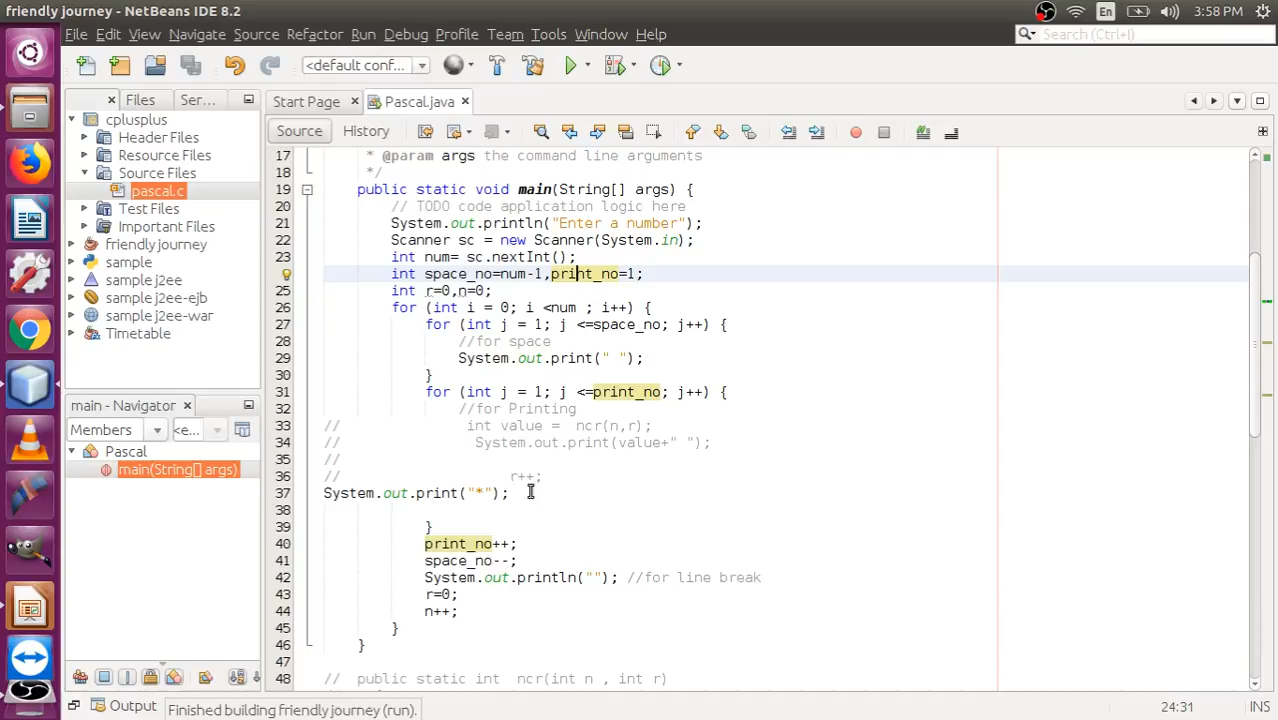 friendly journey - NetBeans IDE 8.2
En
3:58 PM
File Edit View Navigate Source Refactor Run Debug Profile Team Tools Window Help
Search (Ctrl+I)
<default conf...
Files
Ser...
Start Page
Pascal.java
cplusplus
Header Files
Resource Files
Source Files
pascal.c
Test Files
Important Files
friendly journey
sample
sample j2ee
sample j2ee-ejb
sample j2ee-war
Timetable
main - Navigator
Members
<e...
Pascal
main(String[] args)
Source
History
17 * @param args the command line arguments
18 */
19 public static void main(String[] args) {
20 // TODO code application logic here
21 System.out.println("Enter a number");
22 Scanner sc = new Scanner(System.in);
23 int num= sc.nextInt();
int space_no=num-1,print_no=1;
25 int r=0,n=0;
26 for (int i = 0; i <num ; i++) {
27 for (int j = 1; j <=space_no; j++) {
28 //for space
29 System.out.print(" ");
30 }
31 for (int j = 1; j <=print_no; j++) {
32 //for Printing
33 // int value = ncr(n,r);
34 // System.out.print(value+" ");
35 //
36 // r++;
37 System.out.print("*");
38
39 }
40 print_no++;
41 space_no--;
42 System.out.println(""); //for line break
43 r=0;
44 n++;
45 }
46 }
47
48 // public static int ncr(int n , int r)
Output
Finished building friendly journey (run).
24:31
INS